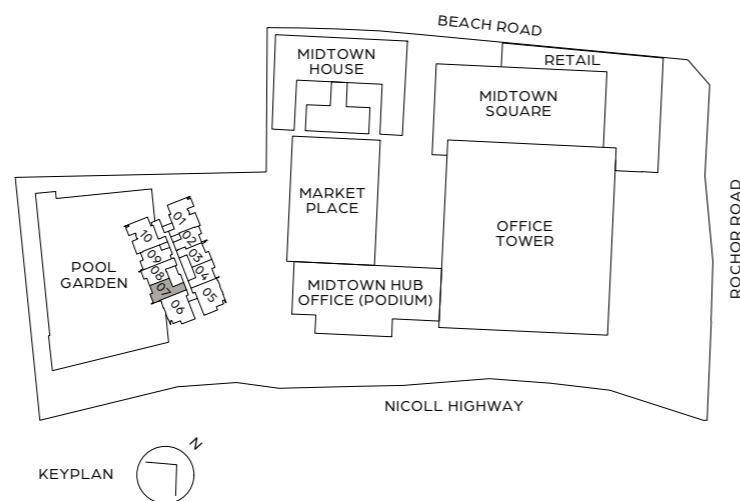 BEACH ROAD
MIDTOWN
HOUSE
RETAIL
MIDTOWN
SQUARE
MARKET
PLACE
OFFICE
TOWER
ROCHOR ROAD
01
02
03
04
05
10
09
08
07
06
POOL
GARDEN
MIDTOWN HUB
OFFICE (PODIUM)
NICOLL HIGHWAY
KEYPLAN
N